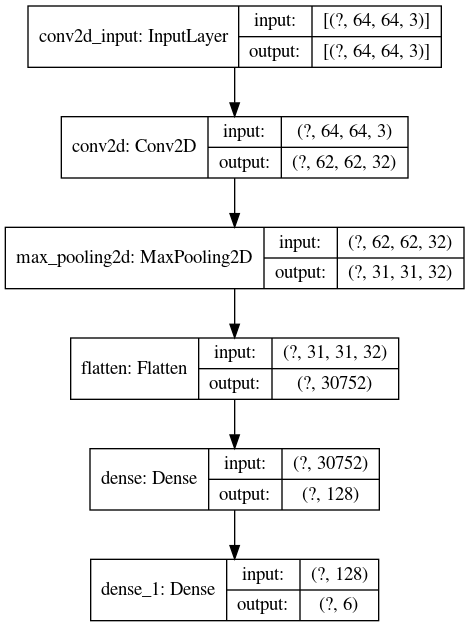 conv2d_input: InputLayer
input:
[(?, 64, 64, 3)]
output:
[(?, 64, 64, 3)]
conv2d: Conv2D
input:
(?, 64, 64, 3)
output:
(?, 62, 62, 32)
max_pooling2d: MaxPooling2D
input:
(?, 62, 62, 32)
output:
(?, 31, 31, 32)
flatten: Flatten
input:
(?, 31, 31, 32)
output:
(?, 30752)
dense: Dense
input:
(?, 30752)
output:
(?, 128)
dense_1: Dense
input:
(?, 128)
output:
(?, 6)